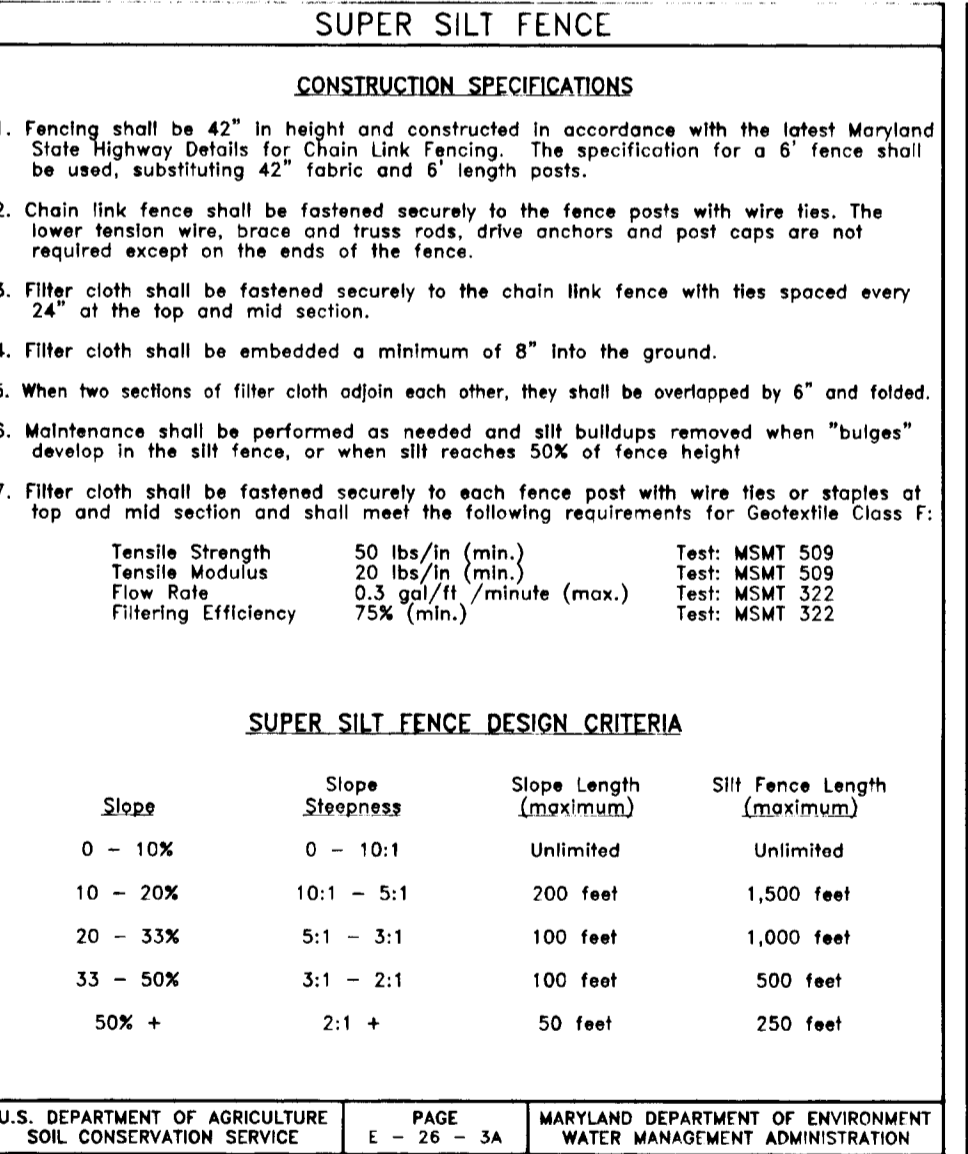 SUPER SILT FENCE
CONSTRUCTION SPECIFICATIONS
1. Fencing shall be 42" in height and constructed in accordance with the latest Maryland
State Highway Details for Chain Link Fencing. The specification for a 6' fence shall
be used, substituting 42" fabric and 6' length posts.
2. Chain link fence shall be fastened securely to the fence posts with wire ties. The
lower tension wire, brace and truss rods, drive anchors and post caps are not
required except on the ends of the fence.
3. Filter cloth shall be fastened securely to the chain link fence with ties spaced every
24" at the top and mid section.
4. Filter cloth shall be embedded a minimum of 8" into the ground.
5. When two sections of filter cloth adjoin each other, they shall be overlapped by 6" and folded.
6. Maintenance shall be performed as needed and silt buildups removed when "bulges"
develop in the silt fence, or when silt reaches 50% of fence height
7. Filter cloth shall be fastened securely to each fence post with wire ties or staples at
top and mid section and shall meet the following requirements for Geotextile Class F:
Tensile Strength 50 lbs/in (min.) Test: MSMT 509
Tensile Modulus 20 lbs/in (min.) Test: MSMT 509
Flow Rate 0.3 gal/ft /minute (max.) Test: MSMT 322
Filtering Efficiency 75% (min.) Test: MSMT 322
SUPER SILT FENCE DESIGN CRITERIA
Slope Slope Steepness Slope Length (maximum) Silt Fence Length (maximum)
0 - 10% 0 - 10:1 Unlimited Unlimited
10 - 20% 10:1 - 5:1 200 feet 1,500 feet
20 - 33% 5:1 - 3:1 100 feet 1,000 feet
33 - 50% 3:1 - 2:1 100 feet 500 feet
50% + 2:1 + 50 feet 250 feet
U.S. DEPARTMENT OF AGRICULTURE
SOIL CONSERVATION SERVICE
PAGE
E - 26 - 3A
MARYLAND DEPARTMENT OF ENVIRONMENT
WATER MANAGEMENT ADMINISTRATION